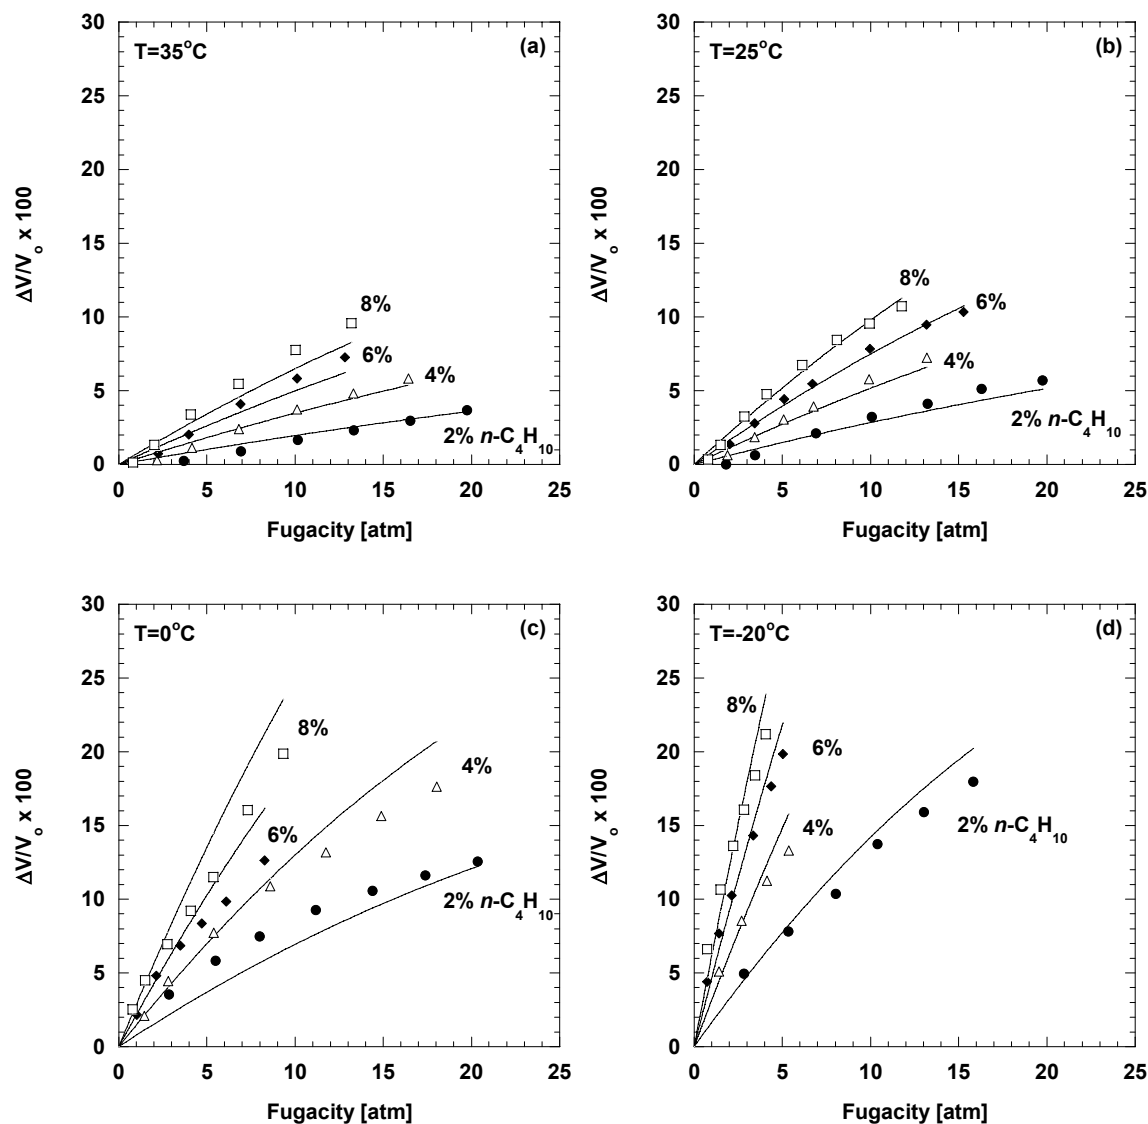 T=35°C
(a)
30
25
20
15
10
5
0
ΔV/V₀ x 100
8%
6%
4%
2% n-C₄H₁₀
0 5 10 15 20 25
Fugacity [atm]
T=25°C
(b)
30
25
20
15
10
5
0
ΔV/V₀ x 100
8%
6%
4%
2% n-C₄H₁₀
0 5 10 15 20 25
Fugacity [atm]
T=0°C
(c)
30
25
20
15
10
5
0
ΔV/V₀ x 100
8%
4%
6%
2% n-C₄H₁₀
0 5 10 15 20 25
Fugacity [atm]
T=-20°C
(d)
30
25
20
15
10
5
0
ΔV/V₀ x 100
8%
6%
4%
2% n-C₄H₁₀
0 5 10 15 20 25
Fugacity [atm]